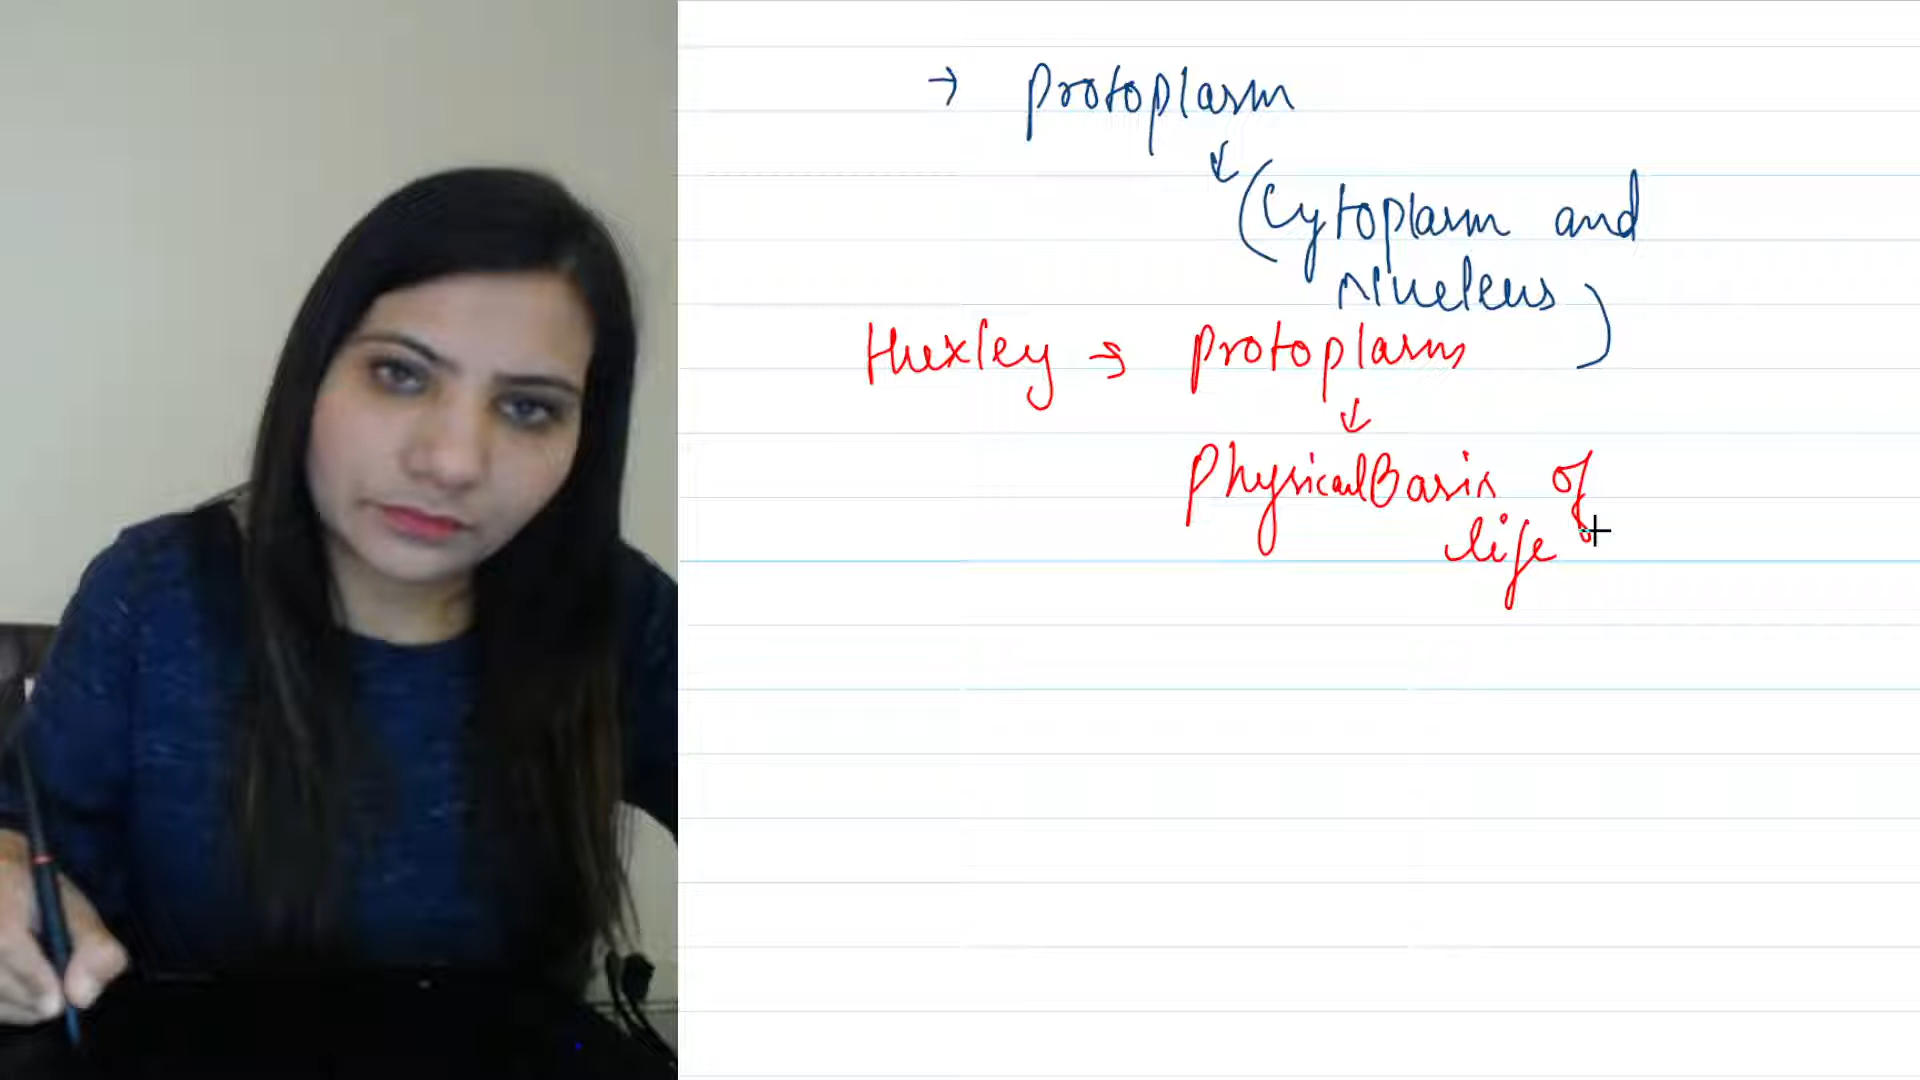 → Protoplasm
↓
(Cytoplasm and
Nucleus)
Huxley → Protoplasm
↓
Physical Basis of
life